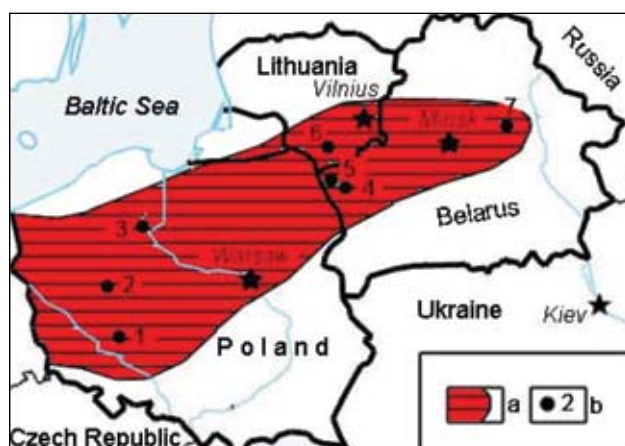 Russia
Lithuania
Vilnius
Baltic Sea
7
Minsk
6
5
4
Belarus
3
Warsaw
2
Ukraine
Kiev
1
Poland
a
2
b
Czech Republic